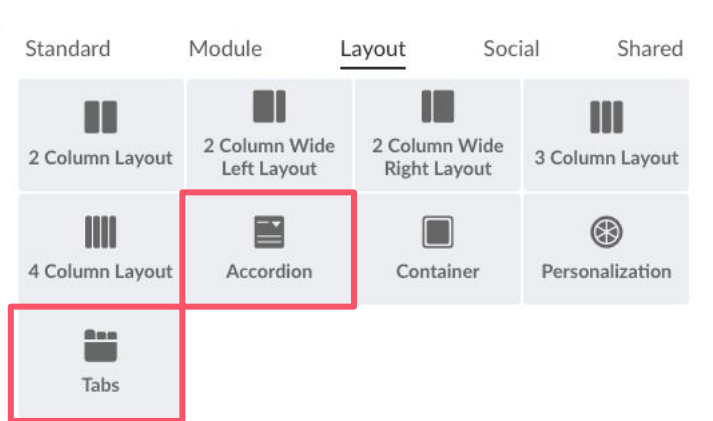 Standard Module Layout Social Shared
2 Column Layout
2 Column Wide
Left Layout
2 Column Wide
Right Layout
3 Column Layout
4 Column Layout
Accordion
Container
Personalization
Tabs